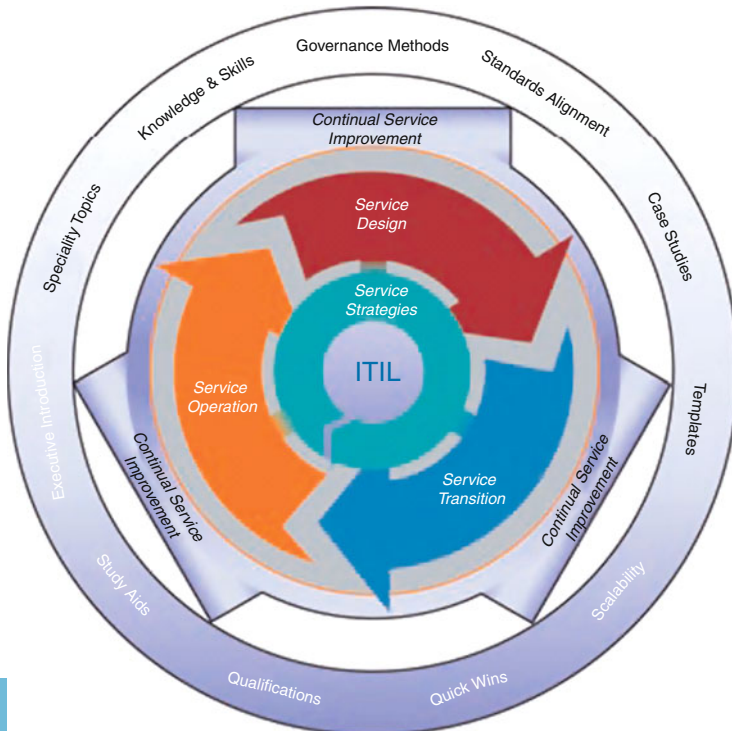 Governance Methods
Standards Alignment
Case Studies
Templates
Scalability
Quick Wins
Qualifications
Study Aids
Executive Introduction
Speciality Topics
Knowledge & Skills
Continual Service
Improvement
Continual Service
Improvement
Continual Service
Improvement
Service
Design
Service
Transition
Service
Operation
Service
Strategies
ITIL